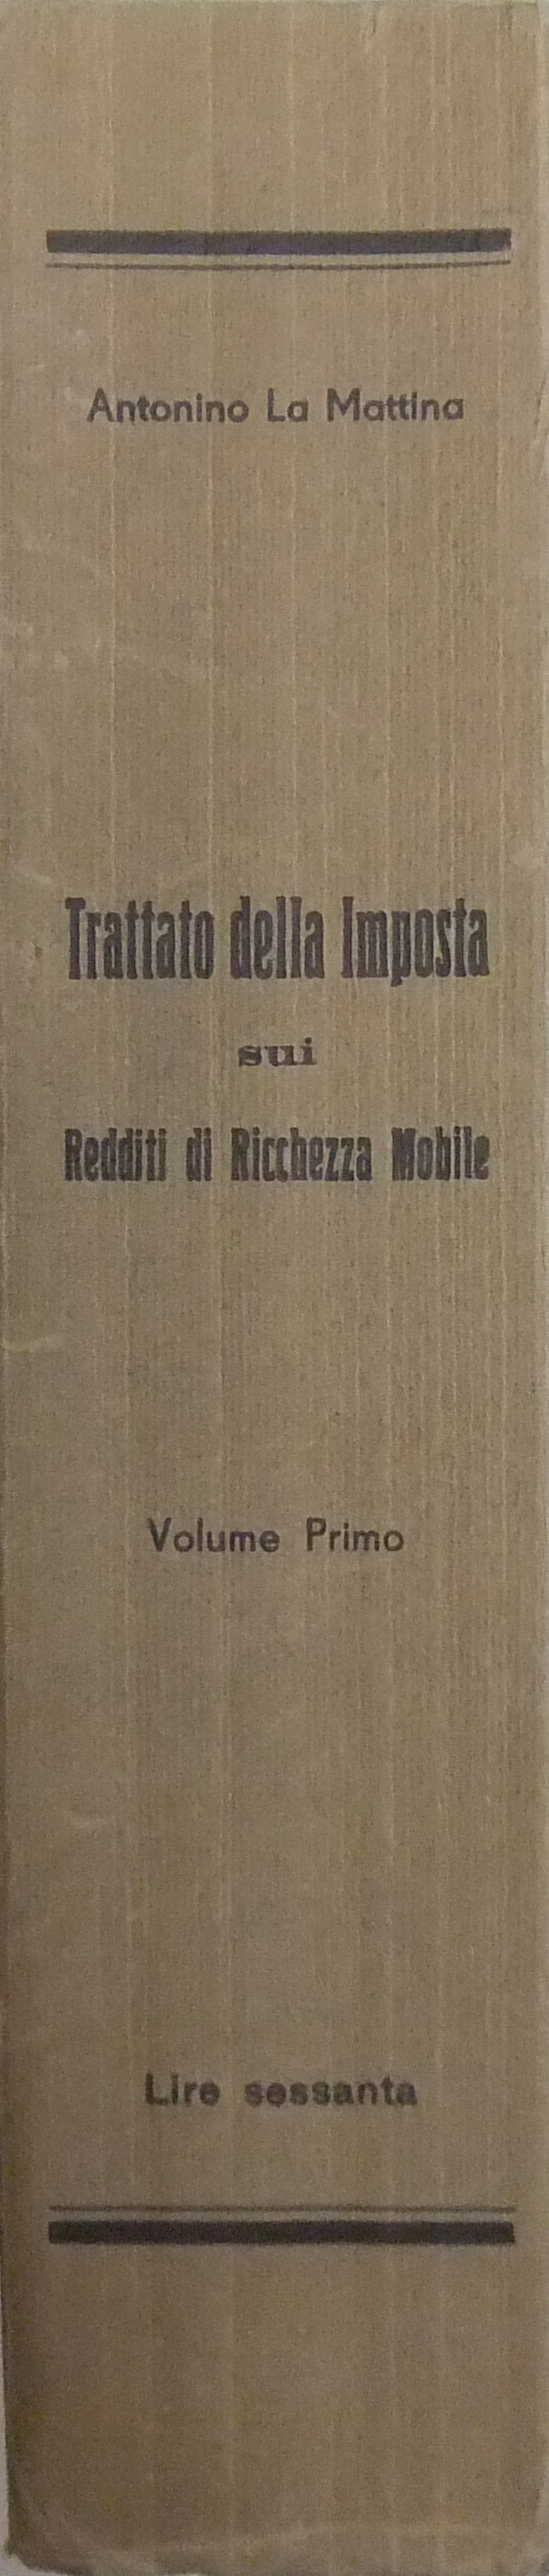 Antonino La Mattina
Trattato della Imposta
sui
Redditi di Ricchezza Mobile
Volume Primo
Lire sessanta